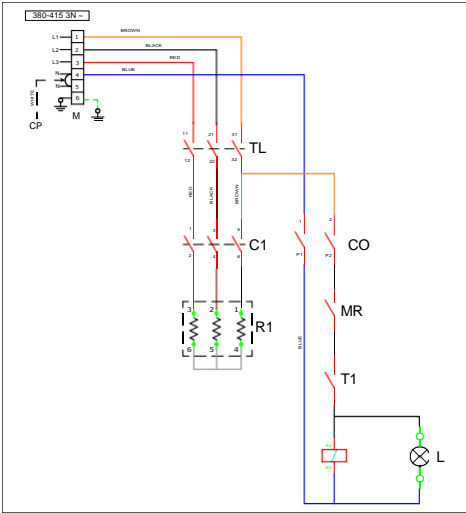 380-415 3N ~
BROWN
L1 1
BLACK
L2 2
RED
L3 3
BLUE
N 4
N 5
6
WHITE
CP
M
11 21 31
TL
12 22 32
RED
BLACK
BROWN
1 3 5
C1
2 4 6
1 2
CO
P1 P2
3 2 1
R1
6 5 4
MR
BLUE
T1
A1
L
A2